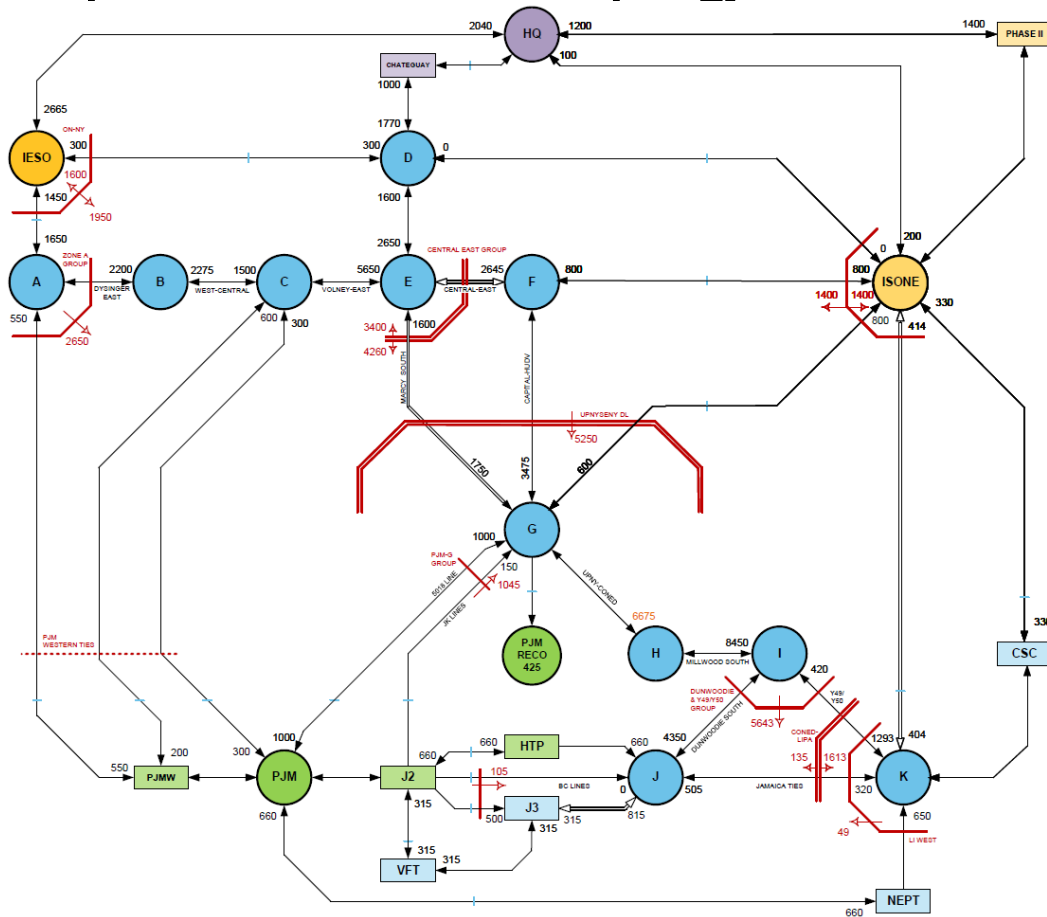 2040
HQ
1200
1400
PHASE II
100
CHATEGUAY
1000
2665
ON-NY
1770
IESO
300
300
D
0
1600
1450
1950
1600
1650
2650
ZONE A
GROUP
CENTRAL EAST GROUP
200
0
A
2200
B
2275
1500
C
5650
E
2645
F
800
800
ISONE
DYSINGER
EAST
WEST-CENTRAL
VOLNEY-EAST
CENTRAL-EAST
550
2650
600
300
3400
1600
4260
1400
1400
800
330
414
MARCY SOUTH
CAPITAL-HUDV
UPNYSENY DL
5250
1750
3475
600
G
1000
PJM-G
GROUP
150
1045
5018 LINE
JK LINES
UPNY-CONED
PJM
RECO
425
6675
H
8450
I
MILLWOOD SOUTH
PJM
WESTERN TIES
420
CSC
DUNWOODIE
& Y49/Y50
GROUP
DUNWOODIE SOUTH
5643
Y49/
Y50
CONED-
LIPA
4350
135
1613
1293
404
200
300
1000
660
HTP
660
660
550
PJMW
PJM
J2
105
BC LINES
J
0
505
JAMAICA TIES
320
K
660
315
500
J3
315
815
315
650
49
LI WEST
315
VFT
315
660
NEPT